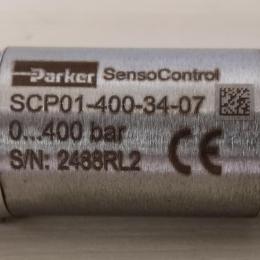 Parker SensoControl
SCP01-400-34-07
0...400 bar
S/N: 2488RL2
CE